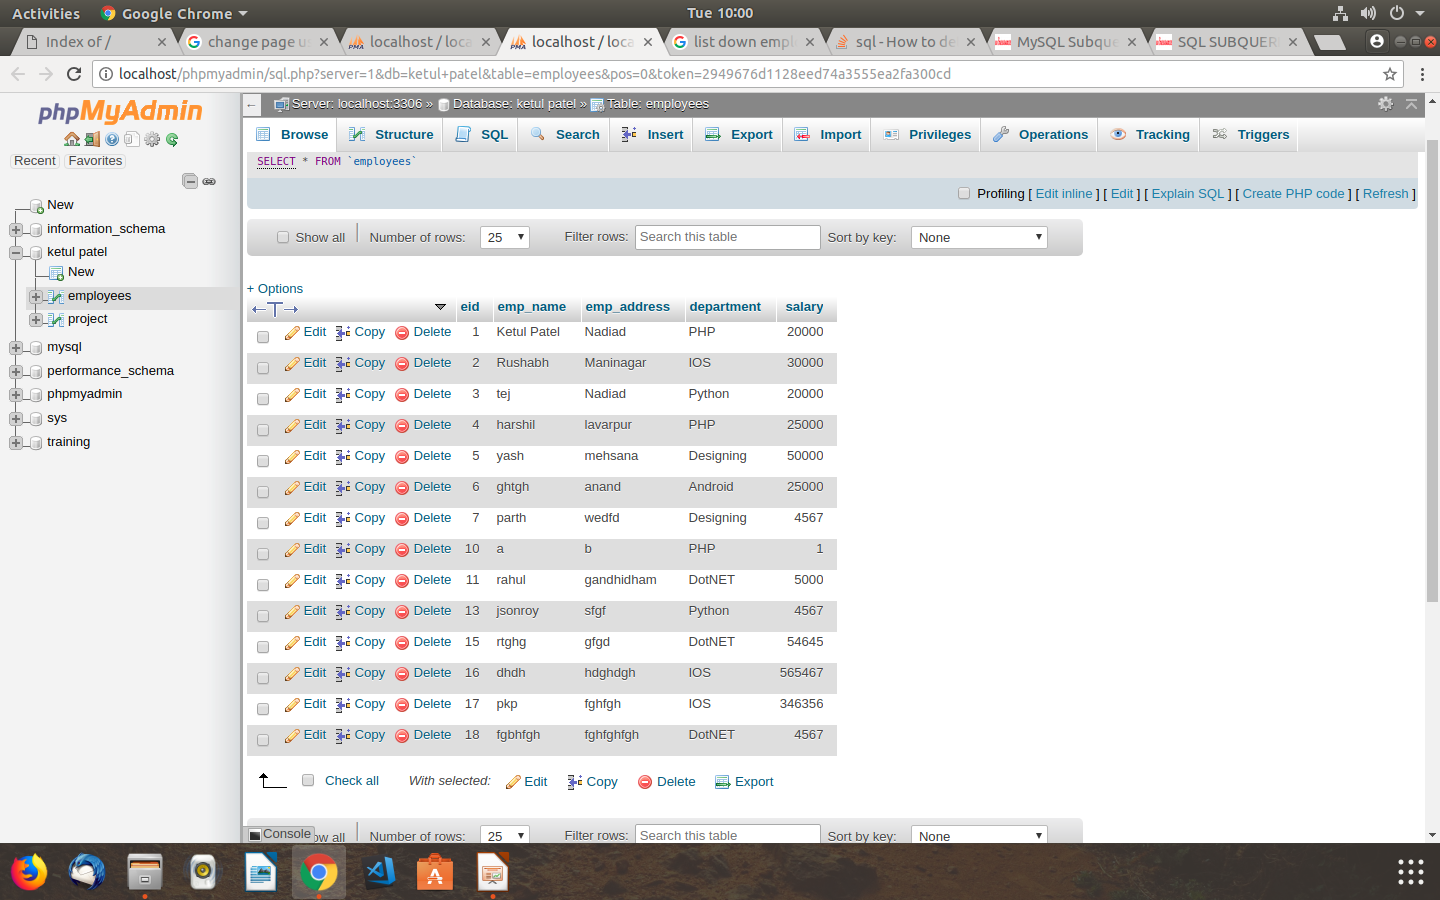 Activities Google Chrome Tue 10:00
Index of / change page u localhost / loca localhost / loca list down emp sql - How to de MySQL Subque SQL SUBQUER
localhost/phpmyadmin/sql.php?server=1&db=ketul+patel&table=employees&pos=0&token=2949676d1128eed74a3555ea2fa300cd
phpMyAdmin
Recent Favorites
New
information_schema
ketul patel
New
employees
project
mysql
performance_schema
phpmyadmin
sys
training
Server: localhost:3306 » Database: ketul patel » Table: employees
Browse Structure SQL Search Insert Export Import Privileges Operations Tracking Triggers
SELECT * FROM `employees`
Profiling [ Edit inline ] [ Edit ] [ Explain SQL ] [ Create PHP code ] [ Refresh ]
Show all Number of rows: 25 Filter rows: Search this table Sort by key: None
+ Options
eid emp_name emp_address department salary
Edit Copy Delete 1 Ketul Patel Nadiad PHP 20000
Edit Copy Delete 2 Rushabh Maninagar IOS 30000
Edit Copy Delete 3 tej Nadiad Python 20000
Edit Copy Delete 4 harshil lavarpur PHP 25000
Edit Copy Delete 5 yash mehsana Designing 50000
Edit Copy Delete 6 ghtgh anand Android 25000
Edit Copy Delete 7 parth wedfd Designing 4567
Edit Copy Delete 10 a b PHP 1
Edit Copy Delete 11 rahul gandhidham DotNET 5000
Edit Copy Delete 13 jsonroy sfgf Python 4567
Edit Copy Delete 15 rtghg gfgd DotNET 54645
Edit Copy Delete 16 dhdh hdghdgh IOS 565467
Edit Copy Delete 17 pkp fghfgh IOS 346356
Edit Copy Delete 18 fgbhfgh fghfghfgh DotNET 4567
Check all With selected: Edit Copy Delete Export
Console ow all Number of rows: 25 Filter rows: Search this table Sort by key: None